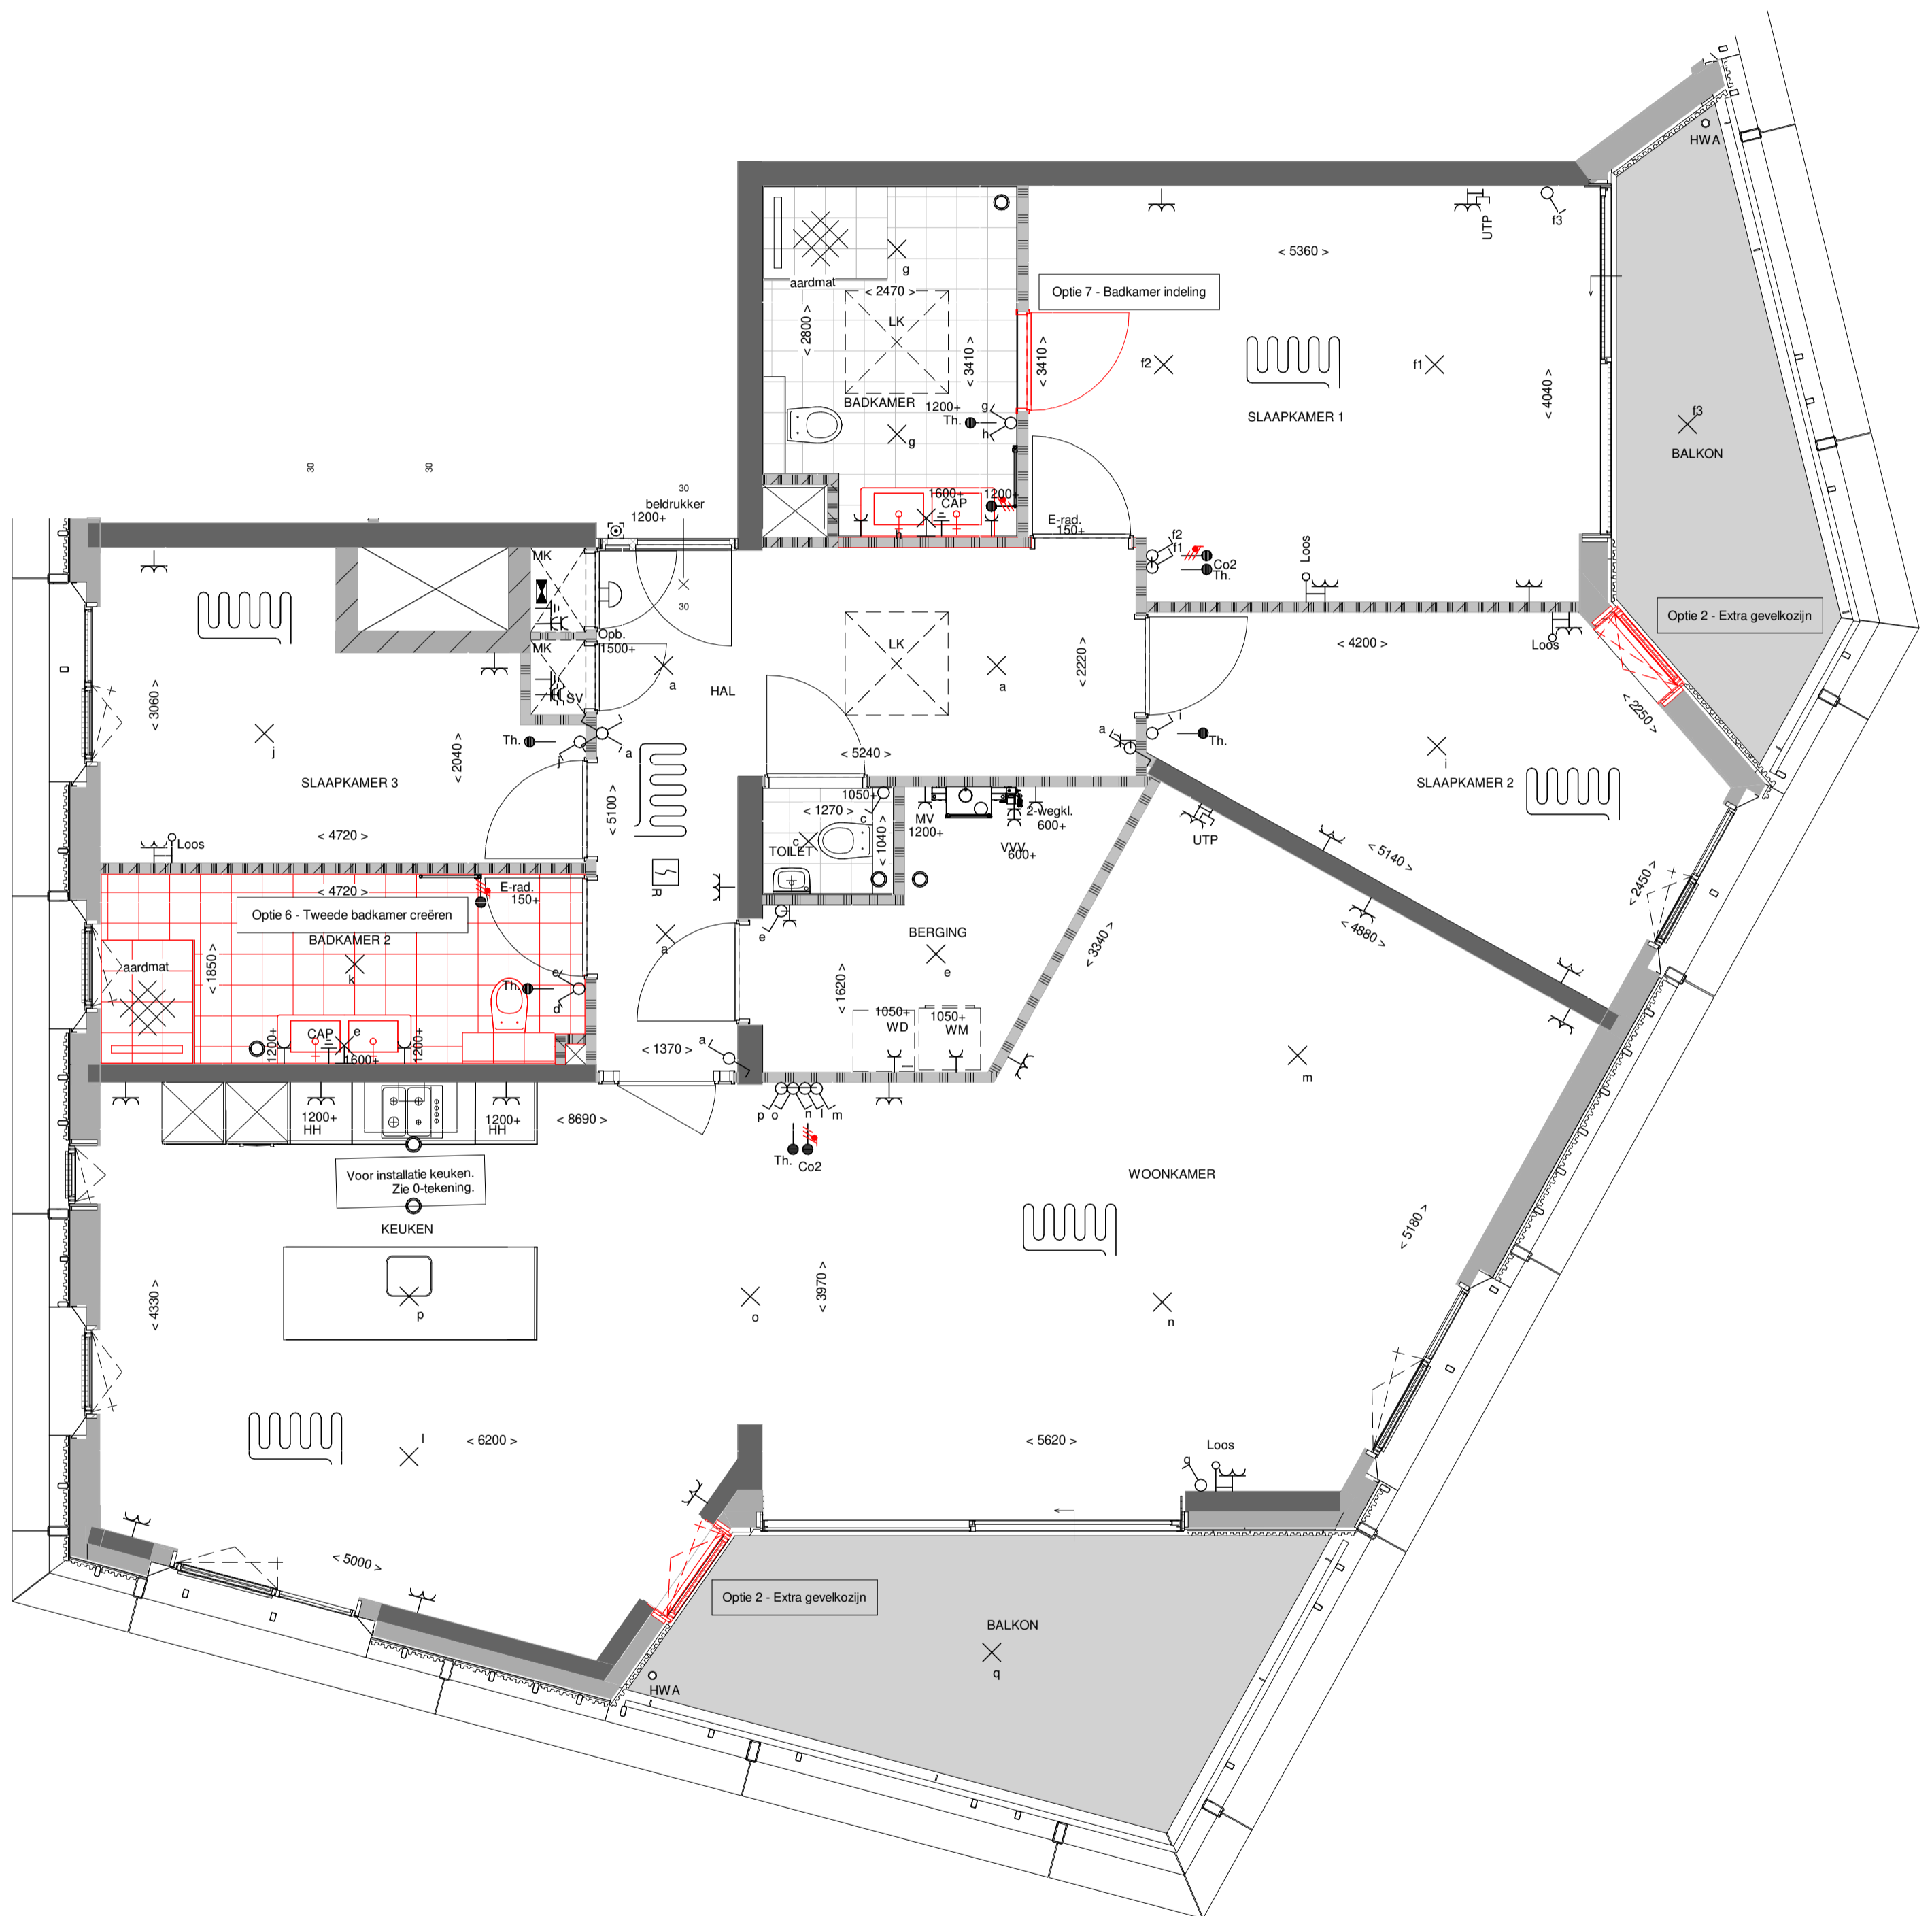 HWA
UTP
f3
< 5360 >
g
aardmat
< 2470 >
Optie 7 - Badkamer indeling
LK
< 2800 >
< 3410 >
< 3410 >
f2
f1
< 4040 >
BADKAMER
1200+
g
Th.
h
g
SLAAPKAMER 1
f3
BALKON
30
30
30
beldrukker
1200+
1600+
1200+
CAP
h
E-rad.
150+
f2
f1
Co2
Th.
Loos
MK
30
Opb.
1500+
MK
SV
Optie 2 - Extra gevelkozijn
LK
< 2220 >
< 4200 >
Loos
a
HAL
a
< 2250 >
< 3060 >
j
< 2040 >
Th.
j
a
a
i
Th.
< 5240 >
i
SLAAPKAMER 3
SLAAPKAMER 2
1050+
< 1270 >
c
c
< 1040 >
TOILET
MV
1200+
2-wegkl.
600+
VVV
600+
UTP
< 5100 >
< 4720 >
Loos
< 5140 >
R
< 4720 >
E-rad.
150+
Optie 6 - Tweede badkamer creëren
BADKAMER 2
aardmat
< 1850 >
k
Th.
e
d
a
e
BERGING
e
< 3340 >
< 4880 >
< 2450 >
< 1620 >
1050+
WD
1050+
WM
1200+
CAP
e
1600+
1200+
< 1370 >
a
m
1200+
HH
1200+
HH
< 8690 >
p o n l m
Th.
Co2
Voor installatie keuken.
Zie 0-tekening.
WOONKAMER
KEUKEN
< 5180 >
< 4330 >
p
o
< 3970 >
n
l
< 6200 >
< 5620 >
q
Loos
< 5000 >
Optie 2 - Extra gevelkozijn
BALKON
q
HWA